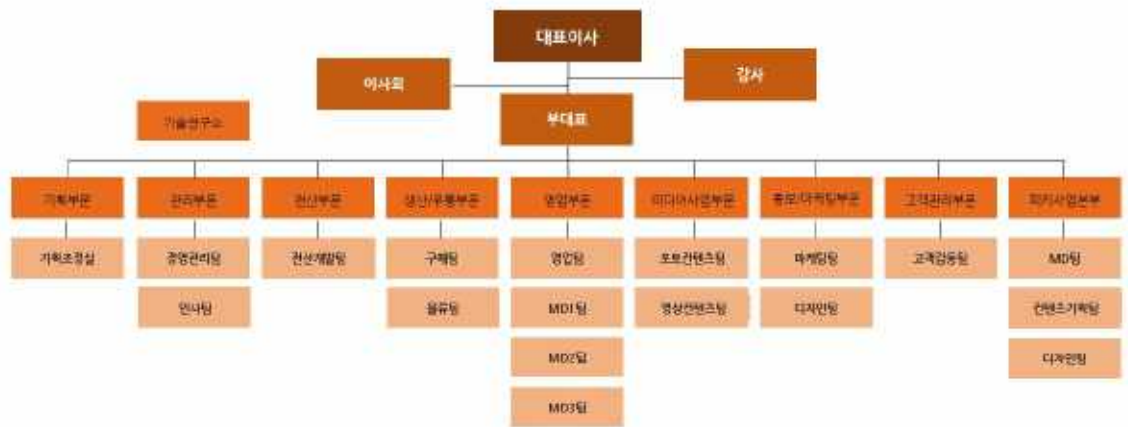 대표이사
이사회
감사
부대표
기술연구소
기획부문
관리부문
전산부문
생산/유통부문
영업부문
미디어사업부문
홍보/마케팅부문
고객관리부문
기획조정실
경영관리팀
전산개발팀
구매팀
영업팀
포토컨텐츠팀
마케팅팀
고객감동팀
MD팀
인사팀
물류팀
MD1팀
영상컨텐츠팀
디자인팀
컨텐츠기획팀
MD2팀
디자인팀
MD3팀